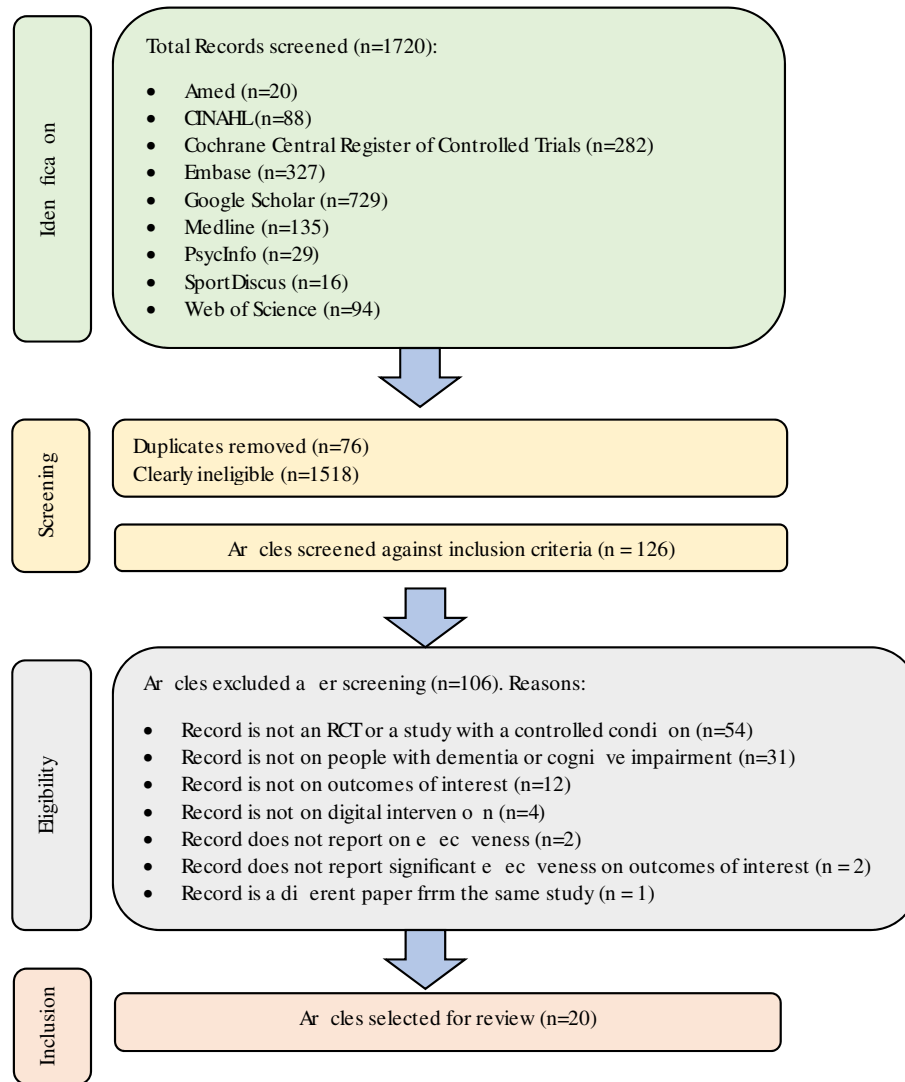 Iden fica on
Total Records screened (n=1720):
• Amed (n=20)
• CINAHL(n=88)
• Cochrane Central Register of Controlled Trials (n=282)
• Embase (n=327)
• Google Scholar (n=729)
• Medline (n=135)
• PsycInfo (n=29)
• SportDiscus (n=16)
• Web of Science (n=94)
Screening
Duplicates removed (n=76)
Clearly ineligible (n=1518)
Ar cles screened against inclusion criteria (n = 126)
Eligibility
Ar cles excluded a er screening (n=106). Reasons:
• Record is not an RCT or a study with a controlled condi on (n=54)
• Record is not on people with dementia or cogni ve impairment (n=31)
• Record is not on outcomes of interest (n=12)
• Record is not on digital interven o n (n=4)
• Record does not report on e ec veness (n=2)
• Record does not report significant e ec veness on outcomes of interest (n = 2)
• Record is a di erent paper frrm the same study (n = 1)
Inclusion
Ar cles selected for review (n=20)